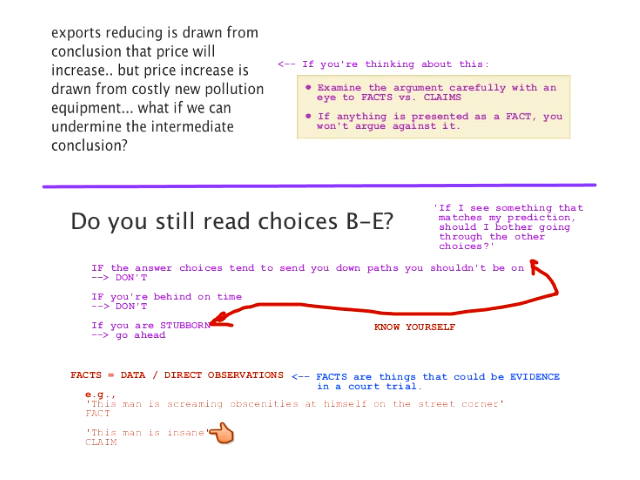 exports reducing is drawn from
conclusion that price will
increase.. but price increase is
drawn from costly new pollution
equipment... what if we can
undermine the intermediate
conclusion?
<-- If you're thinking about this:
● Examine the argument carefully with an
eye to FACTS vs. CLAIMS
● If anything is presented as a FACT, you
won't argue against it.
Do you still read choices B-E?
'If I see something that
matches my prediction,
should I bother going
through the other
choices?'
IF the answer choices tend to send you down paths you shouldn't be on
--> DON'T
IF you're behind on time
--> DON'T
If you are STUBBORN
--> go ahead
KNOW YOURSELF
FACTS = DATA / DIRECT OBSERVATIONS
<-- FACTS are things that could be EVIDENCE
in a court trial.
e.g.,
'This man is screaming obscenities at himself on the street corner'
FACT
'This man is insane'
CLAIM